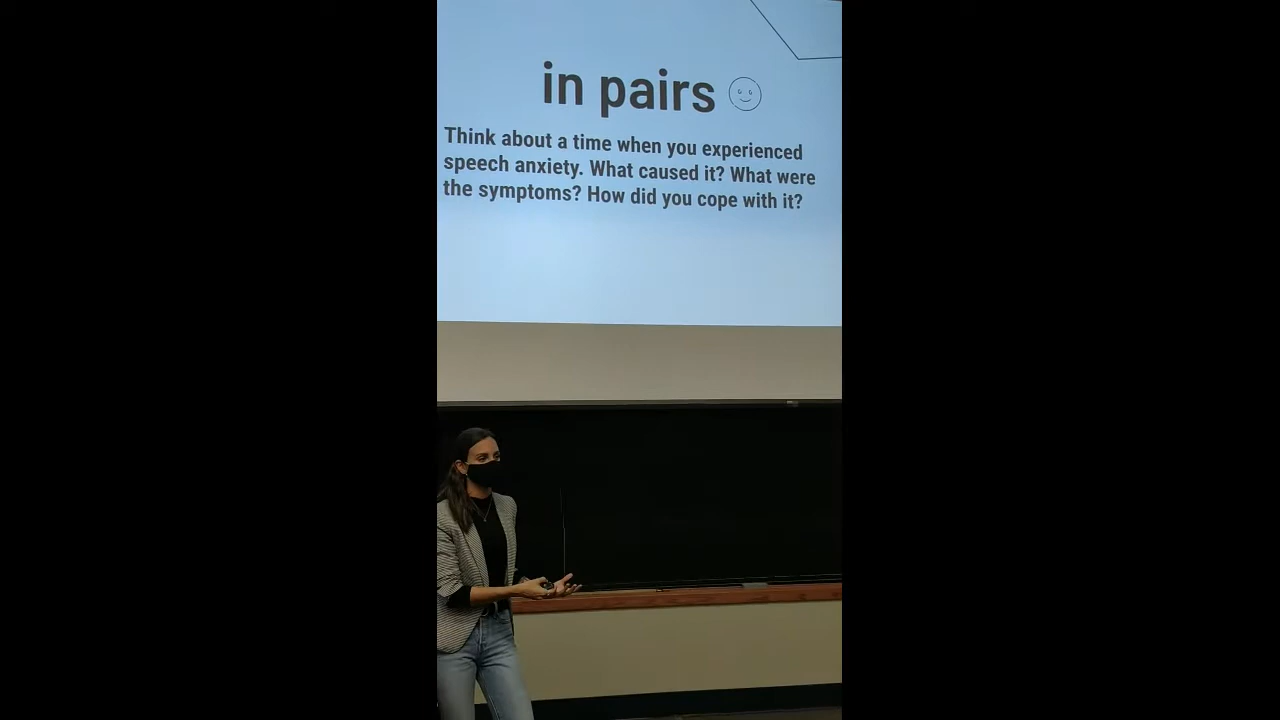 in pairs
Think about a time when you experienced
speech anxiety. What caused it? What were
the symptoms? How did you cope with it?